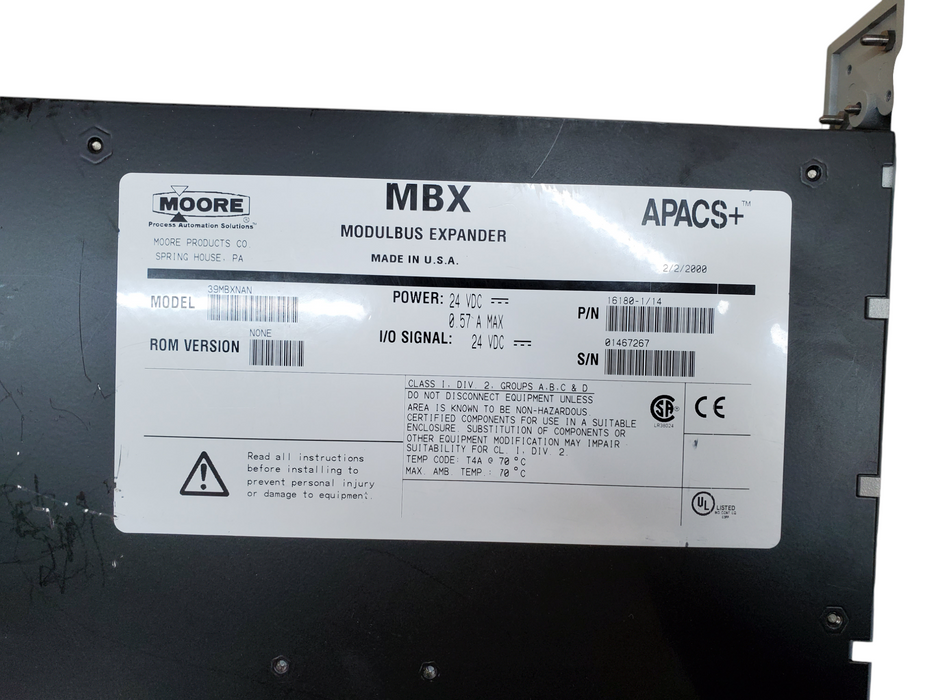 MOORE
Process Automation Solutions™
MOORE PRODUCTS CO.
SPRING HOUSE, PA
MBX
MODULBUS EXPANDER
MADE IN U.S.A.
APACS+™
2/2/2000
MODEL
39MBXNAN
ROM VERSION
NONE
POWER: 24 VDC
0.57 A MAX
I/O SIGNAL: 24 VDC
P/N
16180-1/14
S/N
01467267
CLASS I, DIV 2, GROUPS A,B,C & D
DO NOT DISCONNECT EQUIPMENT UNLESS
AREA IS KNOWN TO BE NON-HAZARDOUS.
CERTIFIED COMPONENTS FOR USE IN A SUITABLE
ENCLOSURE. SUBSTITUTION OF COMPONENTS OR
OTHER EQUIPMENT MODIFICATION MAY IMPAIR
SUITABILITY FOR CL. I, DIV 2.
TEMP CODE: T4A @ 70 °C
MAX. AMB. TEMP.: 70 °C
Read all instructions
before installing to
prevent personal injury
or damage to equipment.
SA®
CE
UL
LISTED